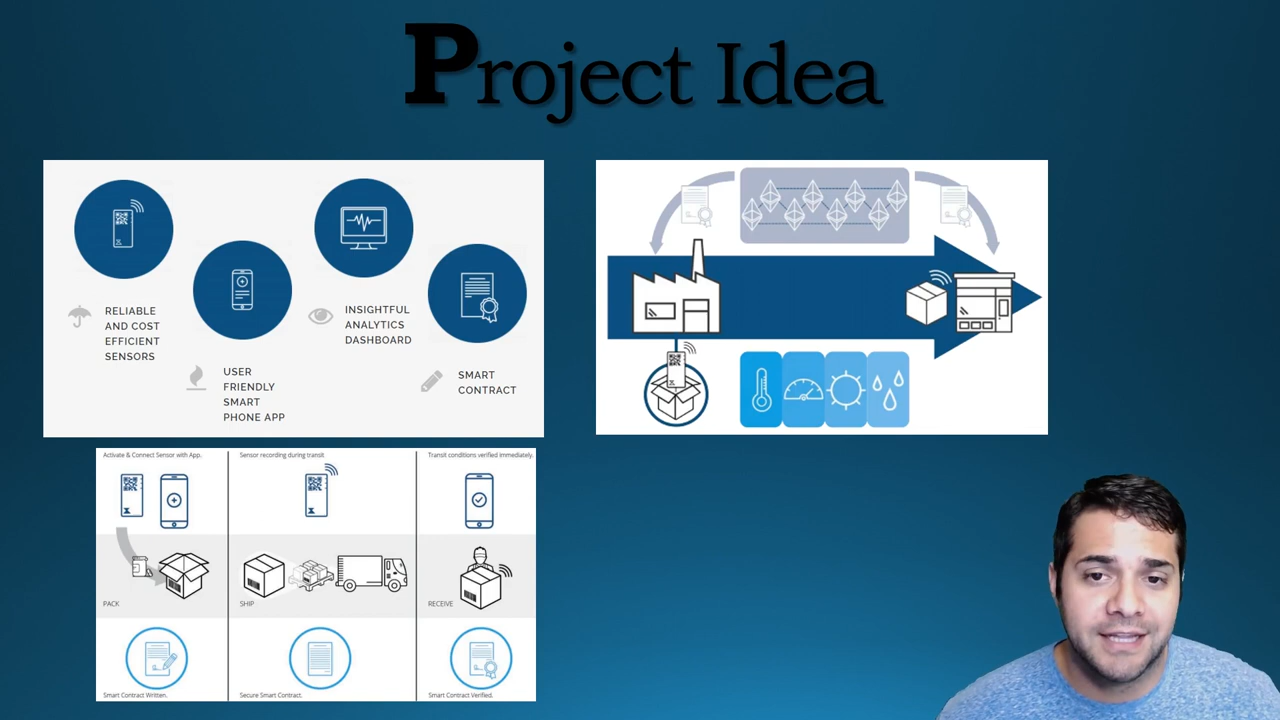 Project Idea
RELIABLE
AND COST
EFFICIENT
SENSORS
USER
FRIENDLY
SMART
PHONE APP
INSIGHTFUL
ANALYTICS
DASHBOARD
SMART
CONTRACT
Activate & Connect Sensor with App.
Sensor recording during transit
Transit conditions verified immediately.
PACK
SHIP
RECEIVE
Smart Contract Written.
Secure Smart Contract.
Smart Contract Verified.